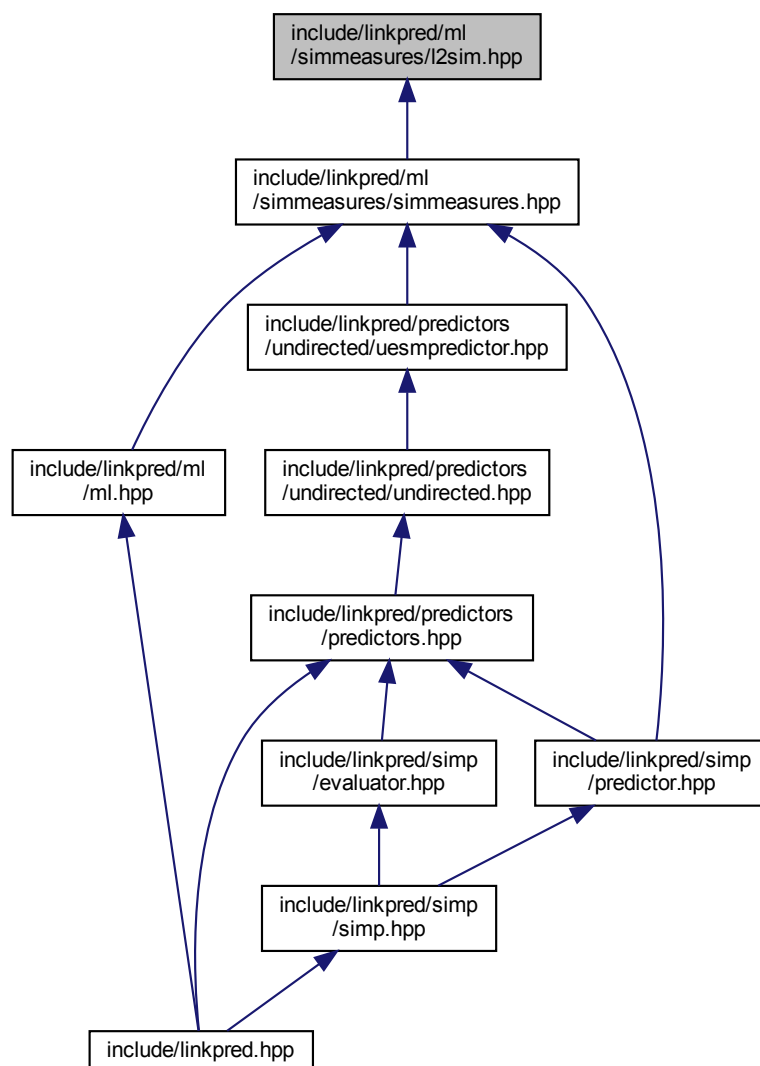 include/linkpred/ml
/simmeasures/l2sim.hpp
include/linkpred/ml
/simmeasures/simmeasures.hpp
include/linkpred/predictors
/undirected/uesmpredictor.hpp
include/linkpred/ml
/ml.hpp
include/linkpred/predictors
/undirected/undirected.hpp
include/linkpred/predictors
/predictors.hpp
include/linkpred/simp
/evaluator.hpp
include/linkpred/simp
/predictor.hpp
include/linkpred/simp
/simp.hpp
include/linkpred.hpp